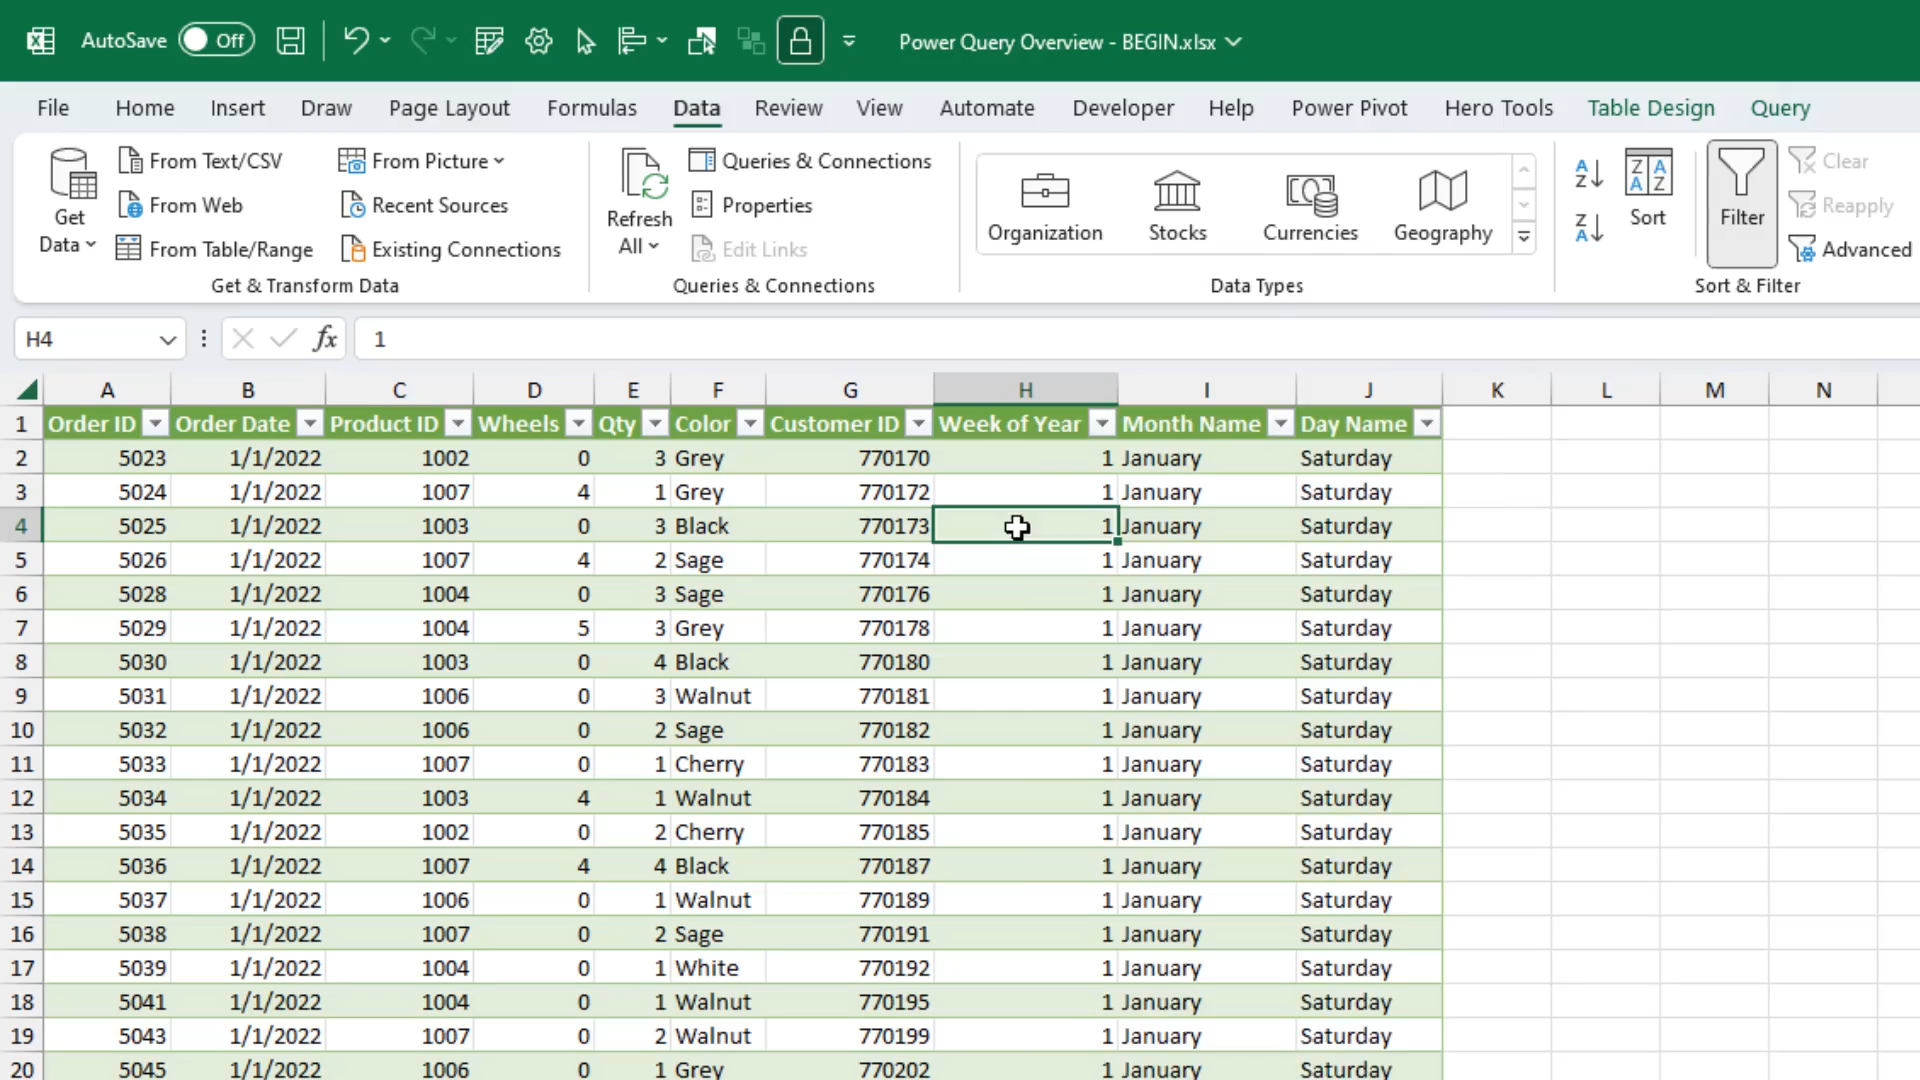 AutoSave Off Power Query Overview - BEGIN.xlsx
File Home Insert Draw Page Layout Formulas Data Review View Automate Developer Help Power Pivot Hero Tools Table Design Query
Get Data
From Text/CSV
From Web
From Table/Range
From Picture
Recent Sources
Existing Connections
Get & Transform Data
Refresh All
Queries & Connections
Properties
Edit Links
Queries & Connections
Organization Stocks Currencies Geography
Data Types
A Z
Z A
Z A A Z
Sort
Filter
Clear
Reapply
Advanced
Sort & Filter
H4 fx 1
A B C D E F G H I J K L M N
1 Order ID Order Date Product ID Wheels Qty Color Customer ID Week of Year Month Name Day Name
2 5023 1/1/2022 1002 0 3 Grey 770170 1 January Saturday
3 5024 1/1/2022 1007 4 1 Grey 770172 1 January Saturday
4 5025 1/1/2022 1003 0 3 Black 770173 1 January Saturday
5 5026 1/1/2022 1007 4 2 Sage 770174 1 January Saturday
6 5028 1/1/2022 1004 0 3 Sage 770176 1 January Saturday
7 5029 1/1/2022 1004 5 3 Grey 770178 1 January Saturday
8 5030 1/1/2022 1003 0 4 Black 770180 1 January Saturday
9 5031 1/1/2022 1006 0 3 Walnut 770181 1 January Saturday
10 5032 1/1/2022 1006 0 2 Sage 770182 1 January Saturday
11 5033 1/1/2022 1007 0 1 Cherry 770183 1 January Saturday
12 5034 1/1/2022 1003 4 1 Walnut 770184 1 January Saturday
13 5035 1/1/2022 1002 0 2 Cherry 770185 1 January Saturday
14 5036 1/1/2022 1007 4 4 Black 770187 1 January Saturday
15 5037 1/1/2022 1006 0 1 Walnut 770189 1 January Saturday
16 5038 1/1/2022 1007 0 2 Sage 770191 1 January Saturday
17 5039 1/1/2022 1004 0 1 White 770192 1 January Saturday
18 5041 1/1/2022 1004 0 1 Walnut 770195 1 January Saturday
19 5043 1/1/2022 1007 0 2 Walnut 770199 1 January Saturday
20 5045 1/1/2022 1006 0 1 Grey 770202 1 January Saturday